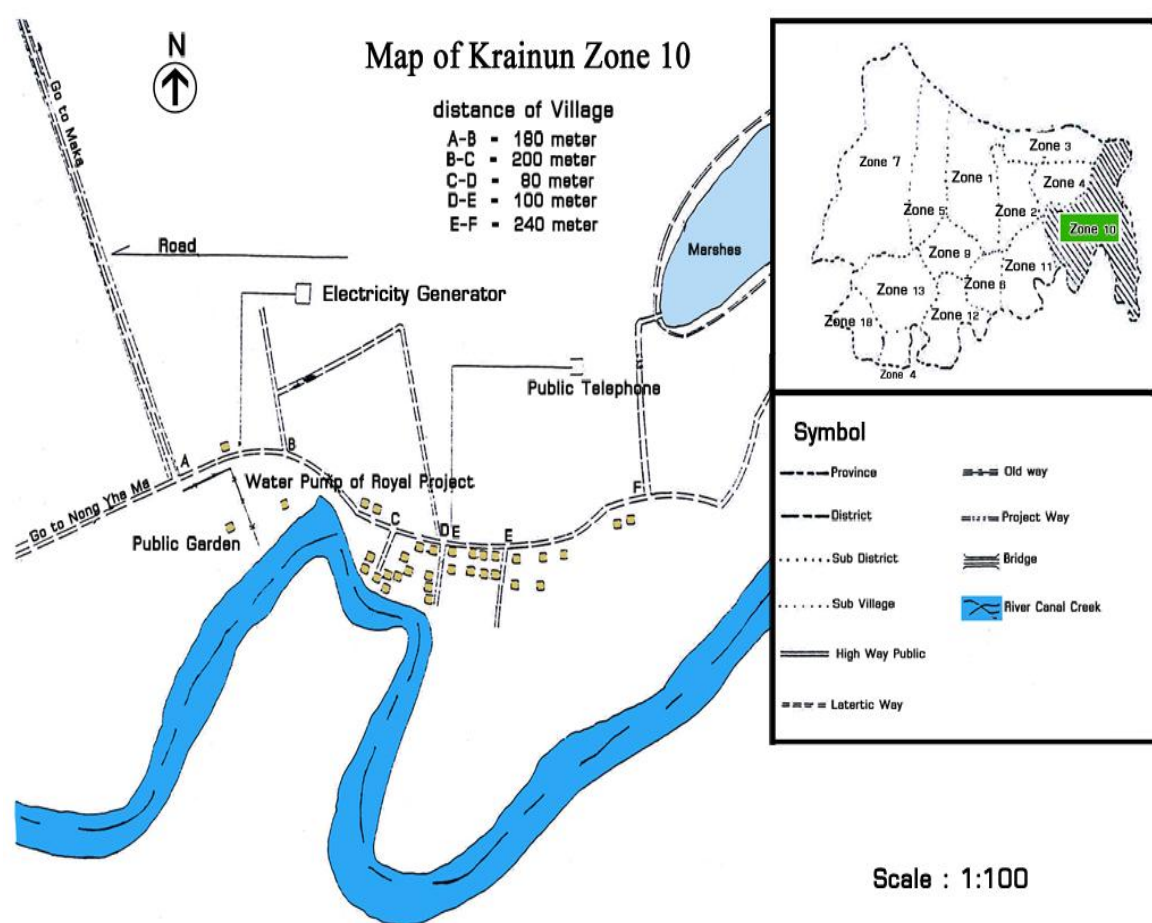 Map of Krainun Zone 10
N
distance of Village
A-B = 180 meter
B-C = 200 meter
C-D = 80 meter
D-E = 100 meter
E-F = 240 meter
Go to Maka
Road
Electricity Generator
Marshes
Public Telephone
A
B
Water Pump of Royal Project
Go to Nong Yha Ma
Public Garden
C
DE
E
F
Zone 7
Zone 3
Zone 1
Zone 4
Zone 5
Zone 2
Zone 10
Zone 9
Zone 11
Zone 13
Zone 6
Zone 18
Zone 12
Zone 4
Symbol
Province
Old way
District
Project Way
Sub District
Bridge
Sub Village
River Canal Creek
High Way Public
Latertic Way
Scale : 1:100